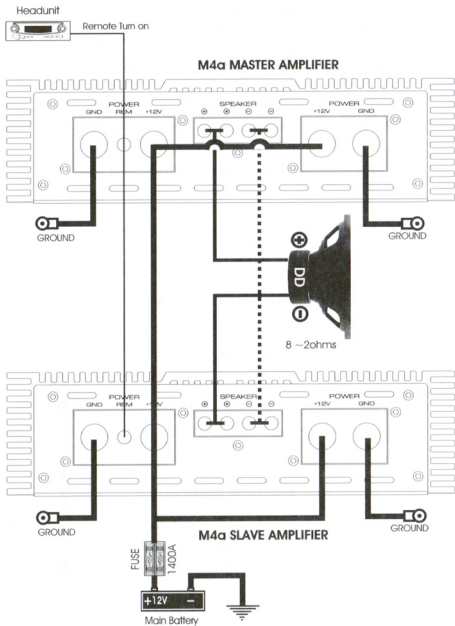 Headunit
Remote Turn on
M4a MASTER AMPLIFIER
POWER
GND REM +12V
SPEAKER
⊕ ⊕ ⊖ ⊖
POWER
+12V GND
GROUND
GROUND
+
DD
−
8 ~2ohms
POWER
GND REM +12V
SPEAKER
⊕ ⊕ ⊖ ⊖
POWER
+12V GND
GROUND
GROUND
M4a SLAVE AMPLIFIER
FUSE
1400A
+12V −
Main Battery